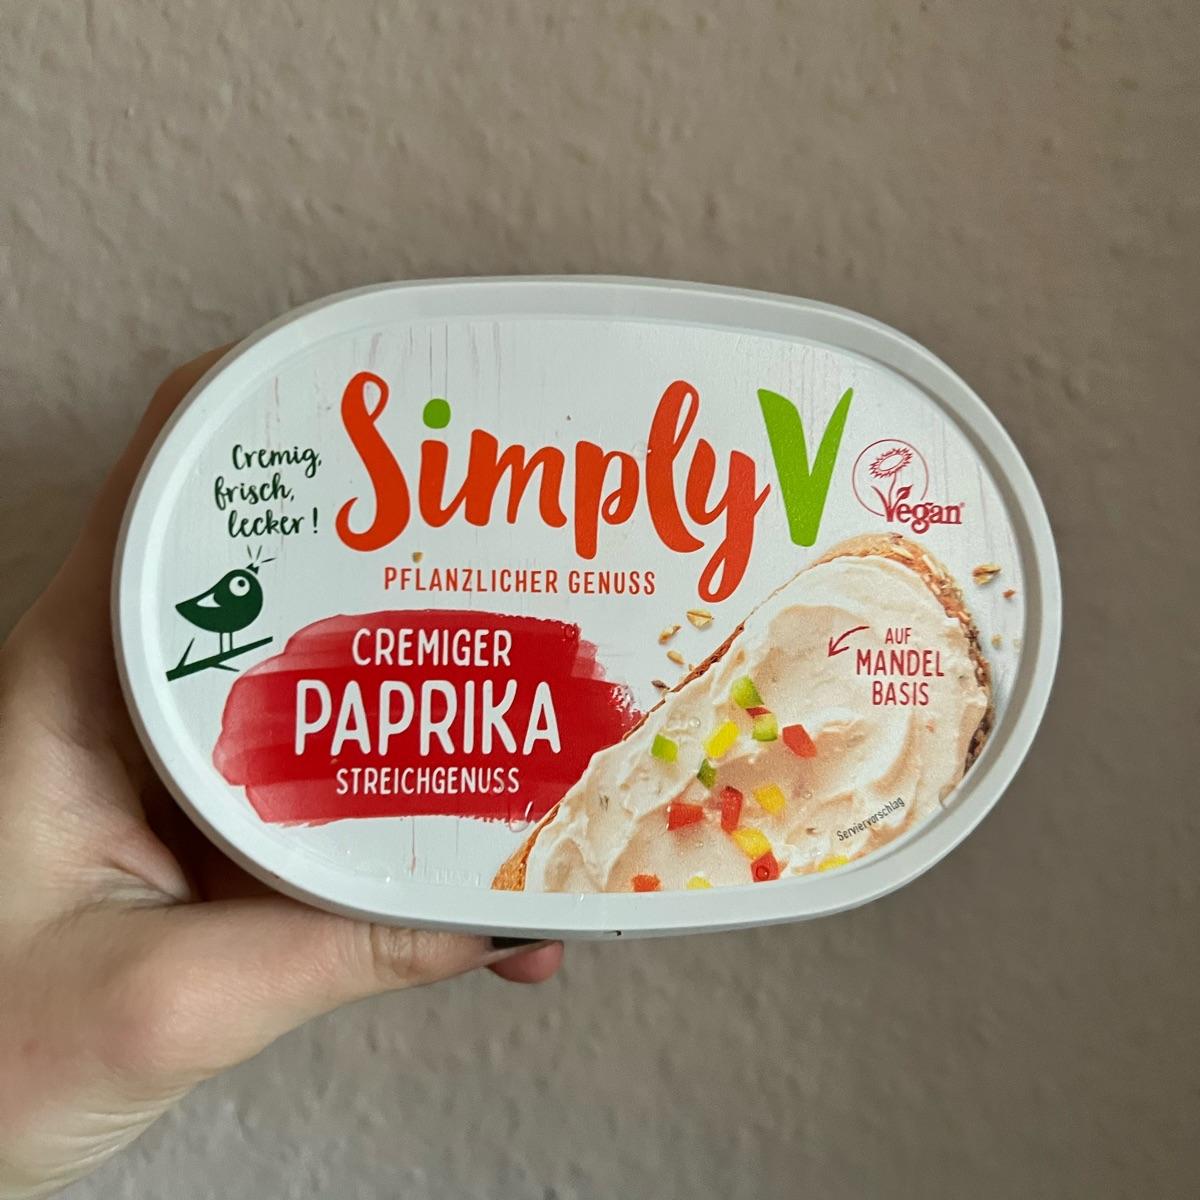 Cremig,
frisch,
lecker!
SimplyV
PFLANZLICHER GENUSS
Vegan
CREMIGER
PAPRIKA
STREICHGENUSS
AUF
MANDEL
BASIS
Serviervorschlag